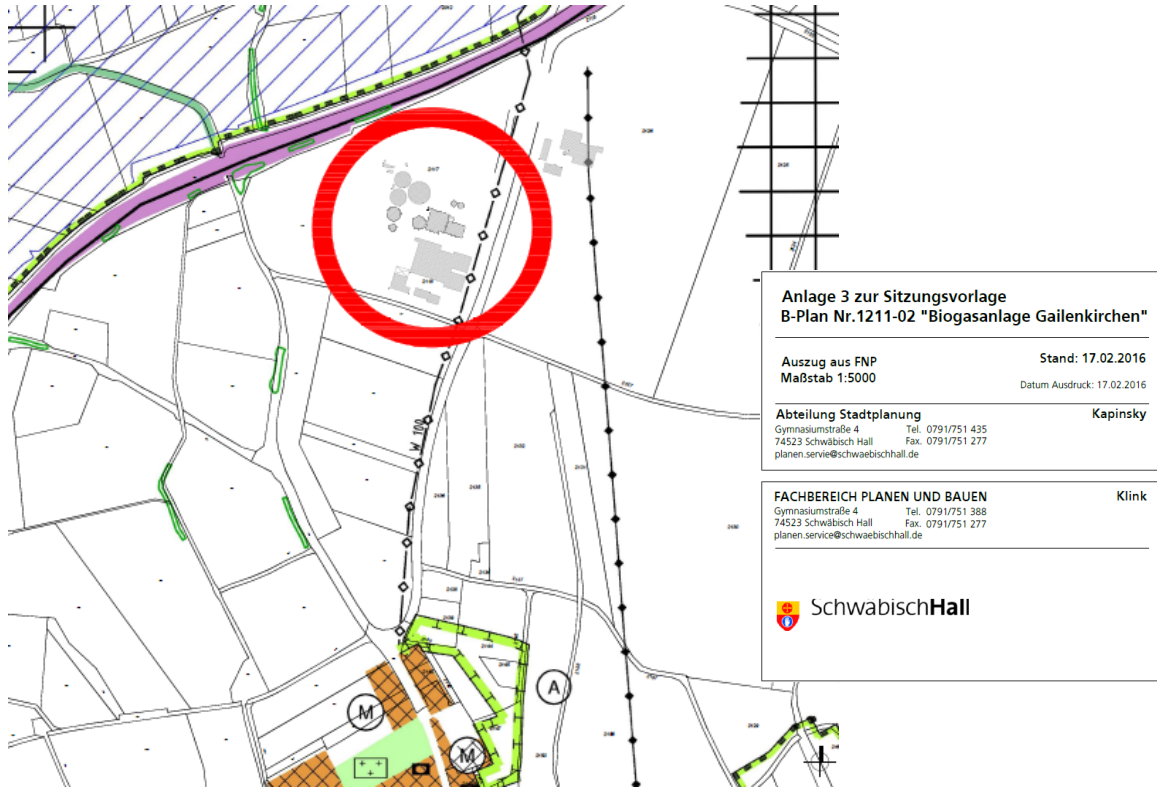 W 100
M
M
A
Anlage 3 zur Sitzungsvorlage
B-Plan Nr.1211-02 "Biogasanlage Gailenkirchen"
Auszug aus FNP
Maßstab 1:5000
Stand: 17.02.2016
Datum Ausdruck: 17.02.2016
Abteilung Stadtplanung
Kapinsky
Gymnasiumstraße 4 Tel. 0791/751 435
74523 Schwäbisch Hall Fax. 0791/751 277
planen.servie@schwaebischhall.de
FACHBEREICH PLANEN UND BAUEN
Klink
Gymnasiumstraße 4 Tel. 0791/751 388
74523 Schwäbisch Hall Fax. 0791/751 277
planen.service@schwaebischhall.de
SchwäbischHall